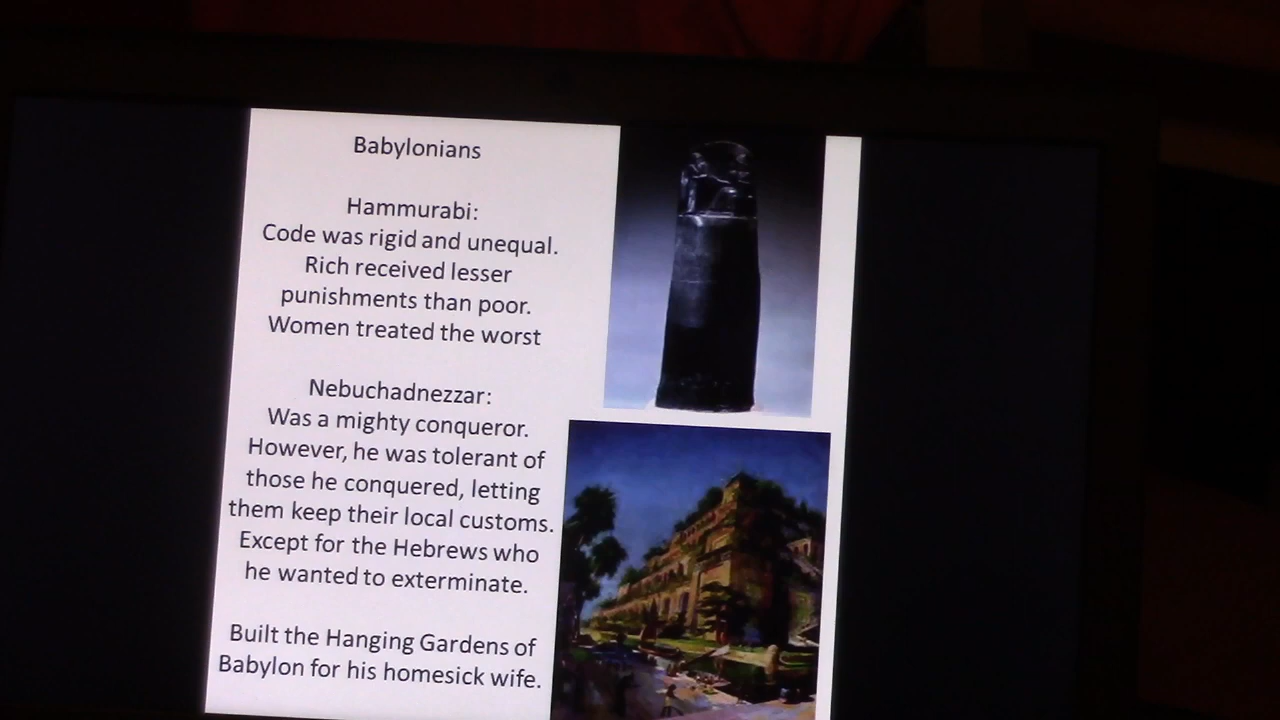 Babylonians
Hammurabi:
Code was rigid and unequal.
Rich received lesser
punishments than poor.
Women treated the worst
Nebuchadnezzar:
Was a mighty conqueror.
However, he was tolerant of
those he conquered, letting
them keep their local customs.
Except for the Hebrews who
he wanted to exterminate.
Built the Hanging Gardens of
Babylon for his homesick wife.